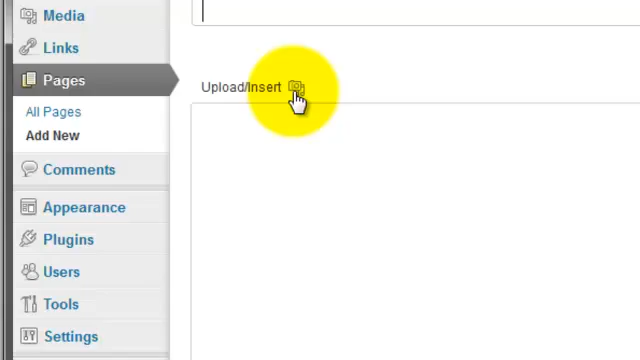 Media
Links
Pages
All Pages
Add New
Comments
Appearance
Plugins
Users
Tools
Settings
Upload/Insert